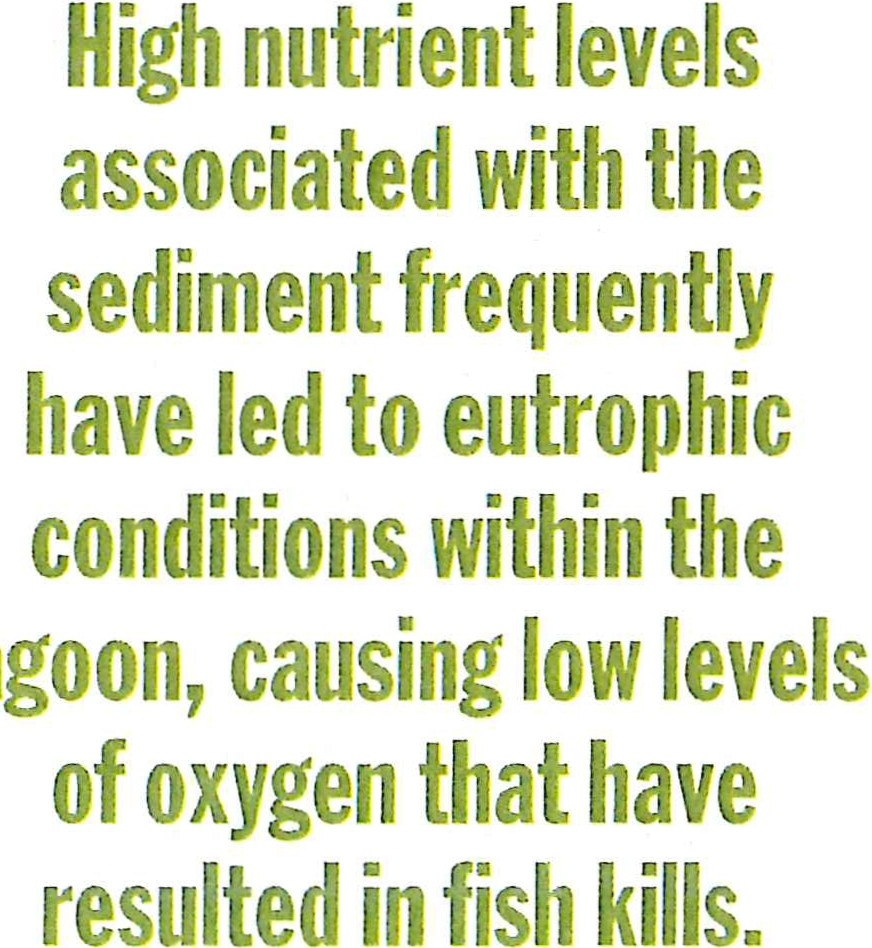 High nutrient levels
associated with the
sediment frequently
have led to eutrophic
conditions within the
goon, causing low levels
of oxygen that have
resulted in fish kills.